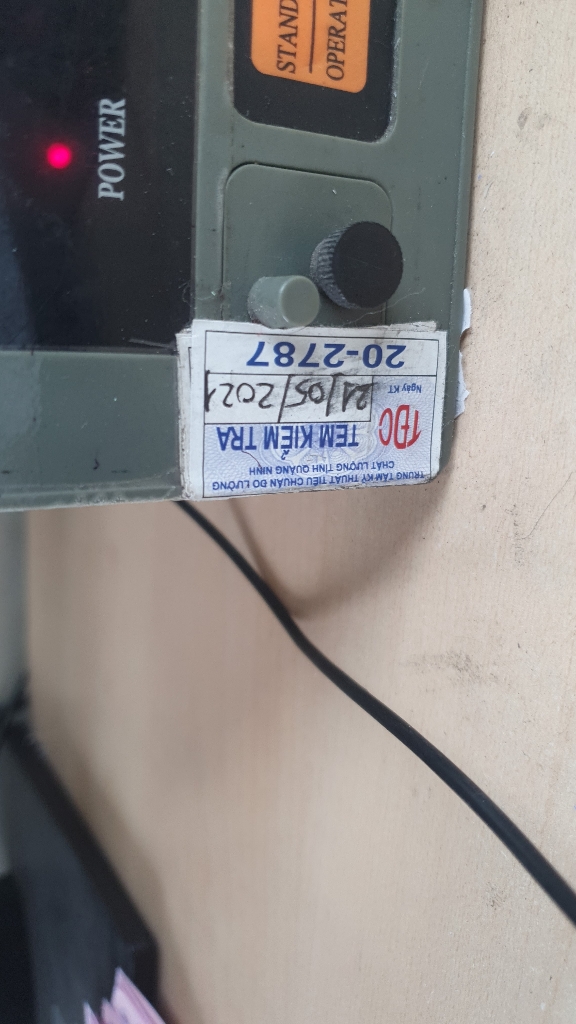 STAND
OPERAT
POWER
TRUNG TÂM KỸ THUẬT TIÊU CHUẨN ĐO LƯỜNG
CHẤT LƯỢNG TỈNH QUẢNG NINH
TĐC
TEM KIỂM TRA
Ngày KT
21/05/2021
20-2787